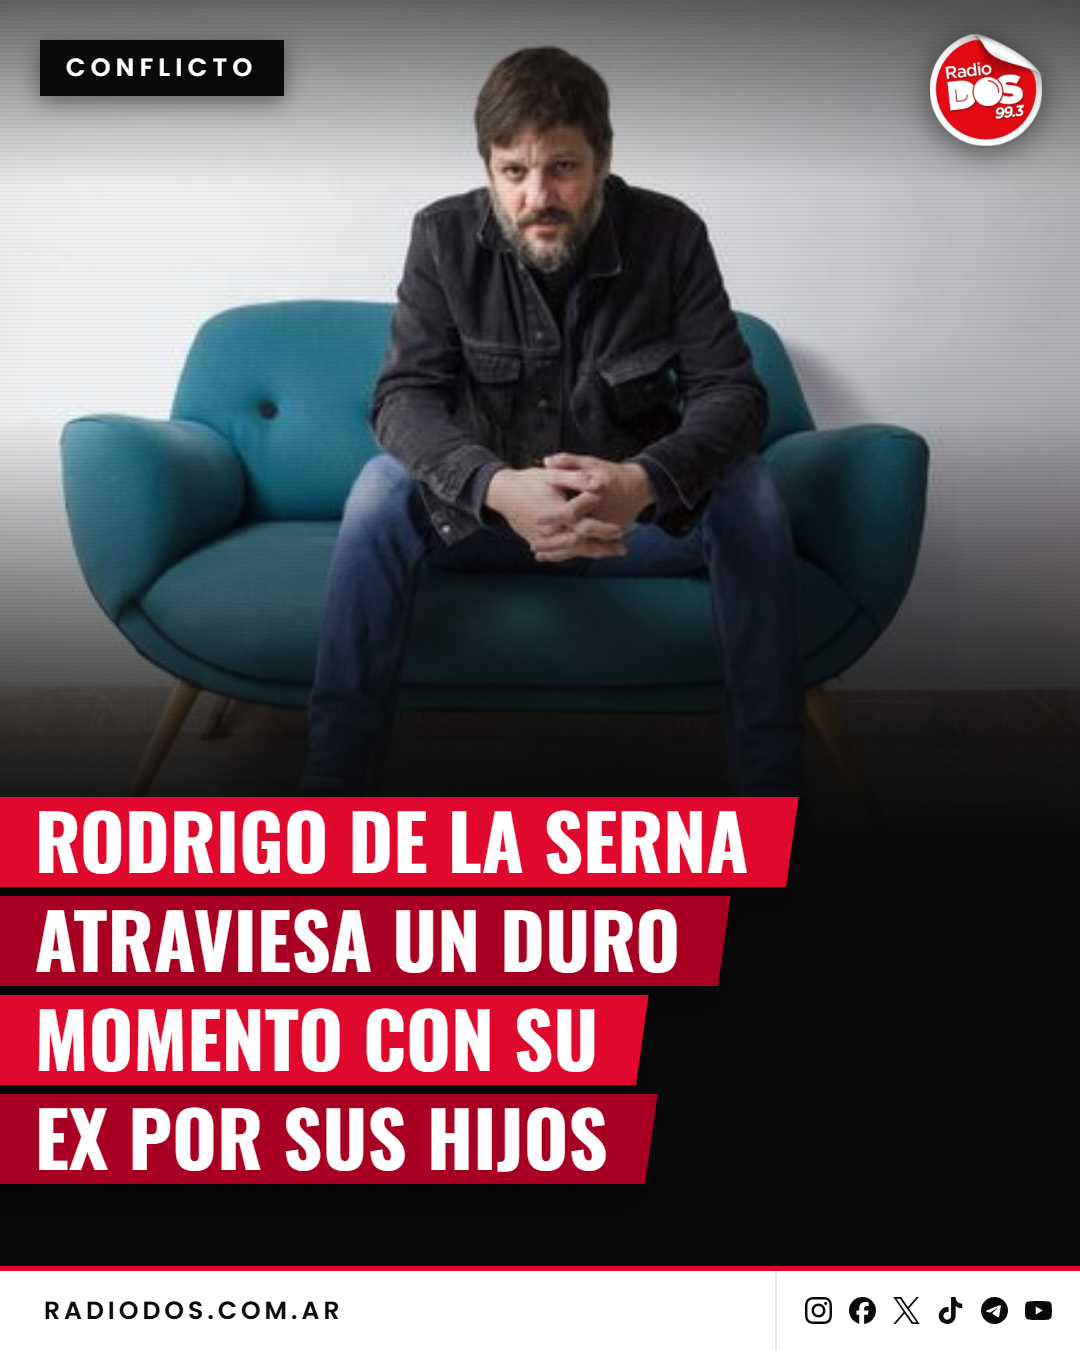 CONFLICTO
Radio
DOS
99.3
RODRIGO DE LA SERNA
ATRAVIESA UN DURO
MOMENTO CON SU
EX POR SUS HIJOS
RADIODOS.COM.AR